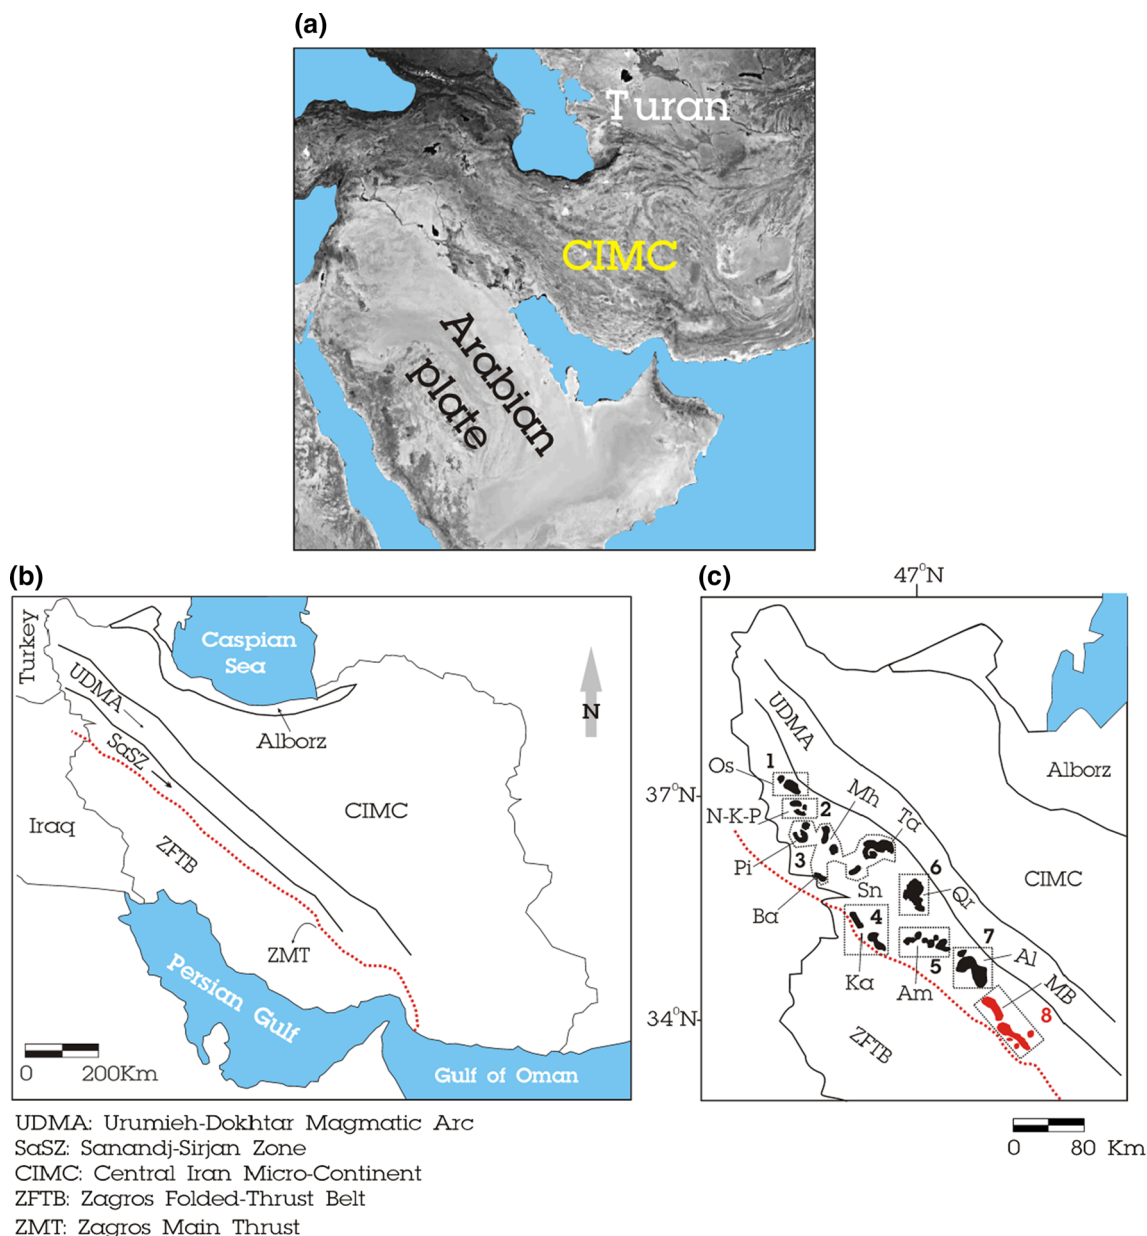 (a)
Turan
CIMC
Arabian
plate
(b)
Turkey
Caspian
Sea
UDMA
N
SaSZ
Alborz
Iraq
ZFTB
CIMC
ZMT
Persian Gulf
0 200Km
Gulf of Oman
UDMA: Urumieh-Dokhtar Magmatic Arc
SaSZ: Sanandj-Sirjan Zone
CIMC: Central Iran Micro-Continent
ZFTB: Zagros Folded-Thrust Belt
ZMT: Zagros Main Thrust
(c)
47°N
UDMA
1
Os
Mh
Alborz
37°N
N-K-P
2
Ta
Pi
3
6
CIMC
Sn
Qr
Ba
4
7
Ka
5
Al
Am
MB
8
34°N
ZFTB
0 80 Km